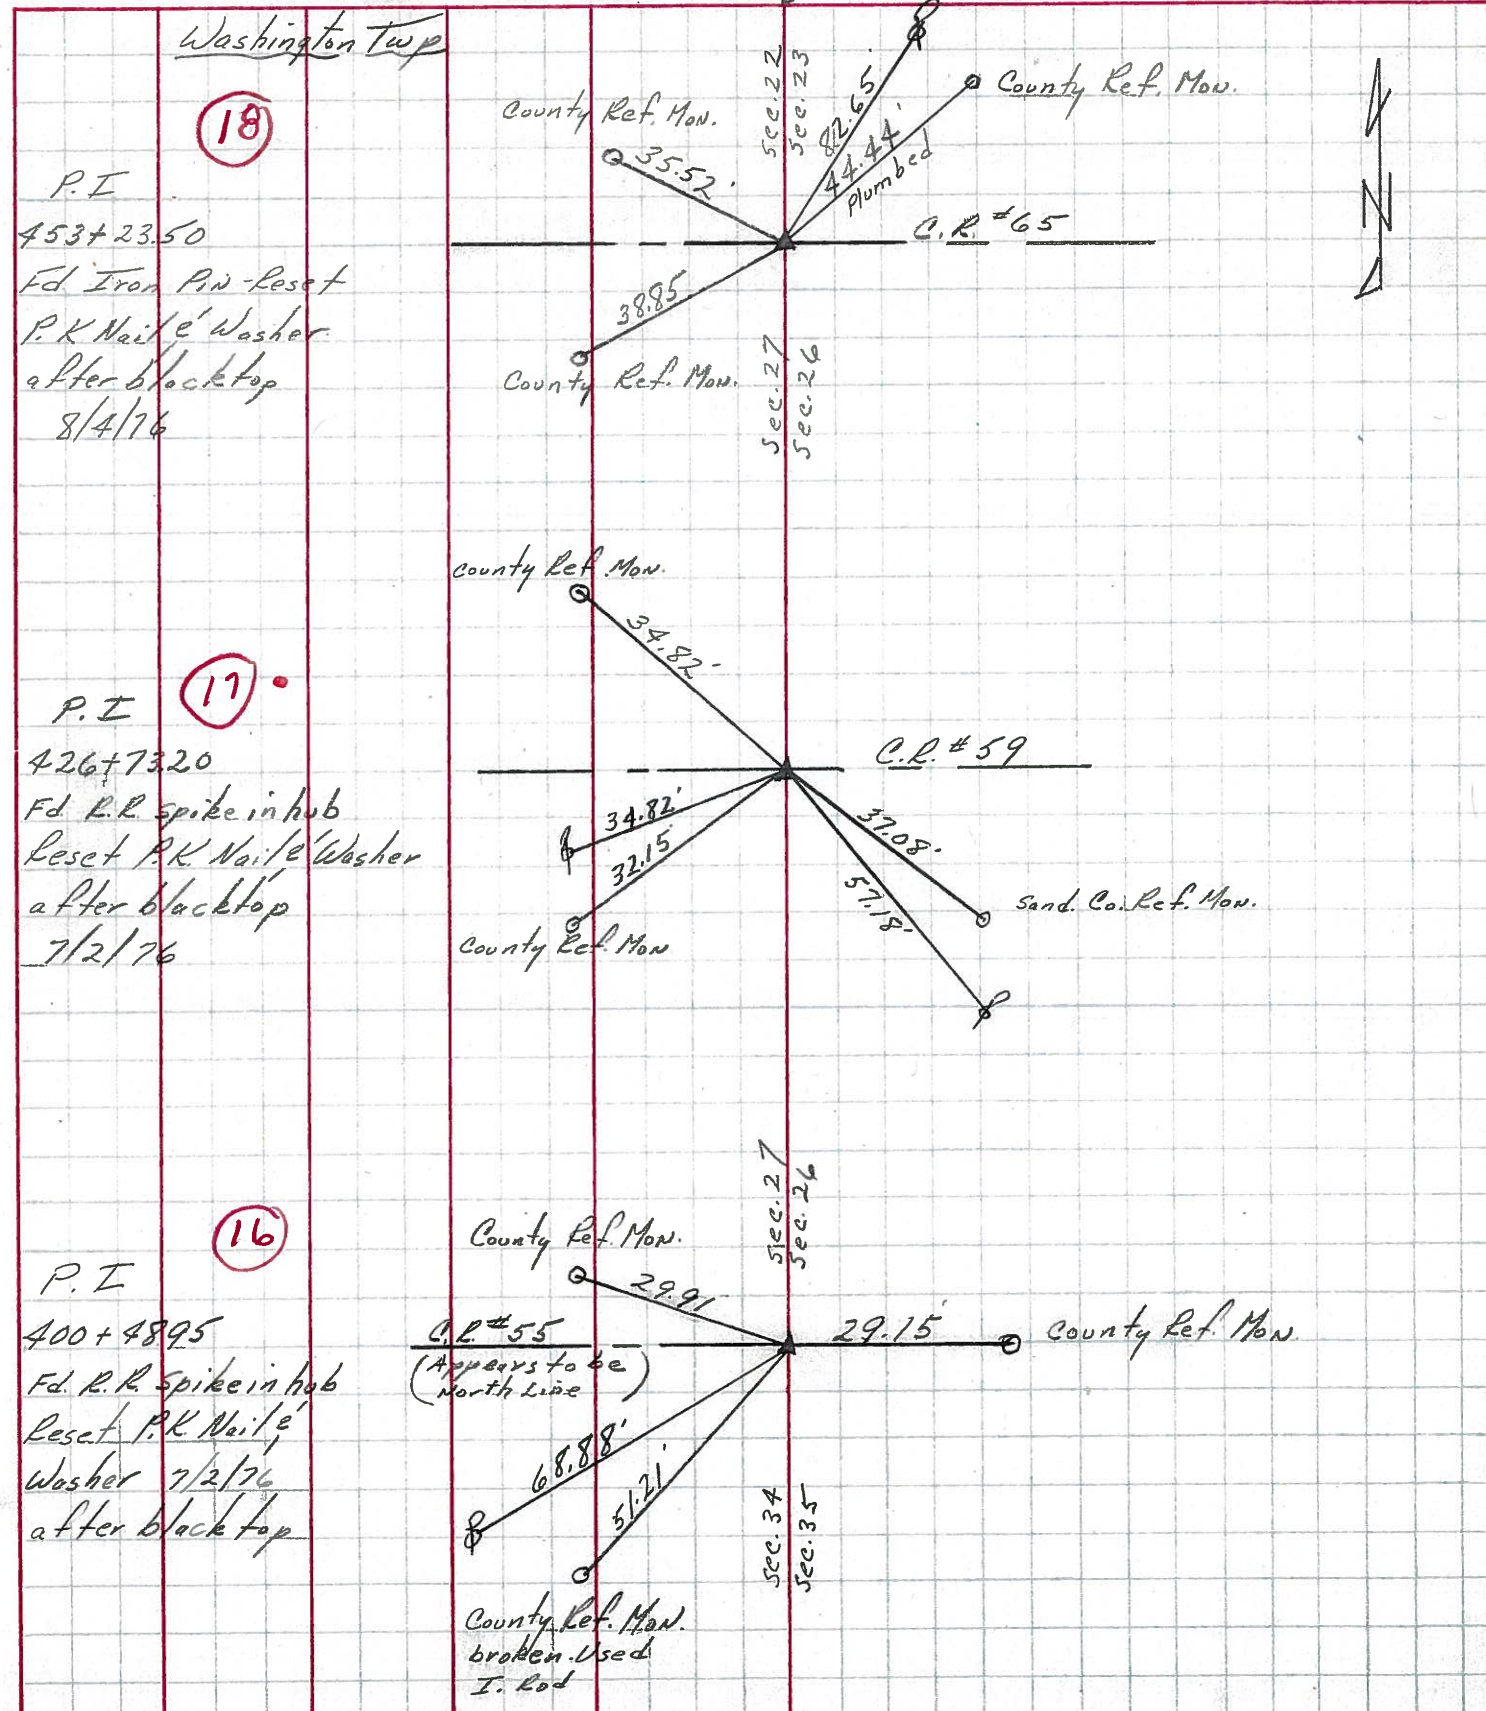 Washington Twp
18
P.I
453+23.50
Fd Iron Pin-Reset
P.K Nail é Washer
after blacktop
8/4/76
County Ref. Mon.
35.52'
Sec. 22
Sec. 23
82.65'
44.44'
Plumbed
County Ref. Mon.
C.R. #65
38.85
County Ref. Mon.
Sec. 27
Sec. 26
N
17
P.I
426+73.20
Fd R.R. spike in hub
Reset P.K Nail é Washer
after blacktop
7/2/76
County Ref. Mon.
34.82'
C.R. #59
34.82'
32.15
County Ref. Mon
37.08'
57.18'
Sand. Co. Ref. Mon.
16
P.I
400+48.95
Fd. R.R. Spike in hub
Reset P.K Nail é
Washer 7/2/76
after blacktop
Sec. 27
Sec. 26
County Ref. Mon.
29.91'
C.R. #55
(Appears to be
North Line)
29.15'
County Ref. Mon.
68.88'
51.21'
Sec. 34
Sec. 35
County Ref. Mon.
broken. Used
I. Rod